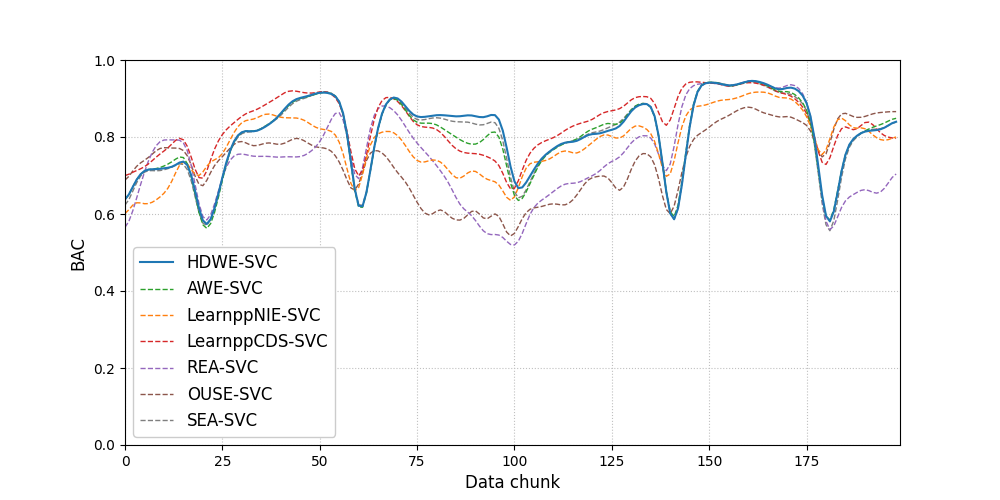 1.0
0.8
0.6
0.4
0.2
0.0
BAC
HDWE-SVC
AWE-SVC
LearnppNIE-SVC
LearnppCDS-SVC
REA-SVC
OUSE-SVC
SEA-SVC
0 25 50 75 100 125 150 175
Data chunk